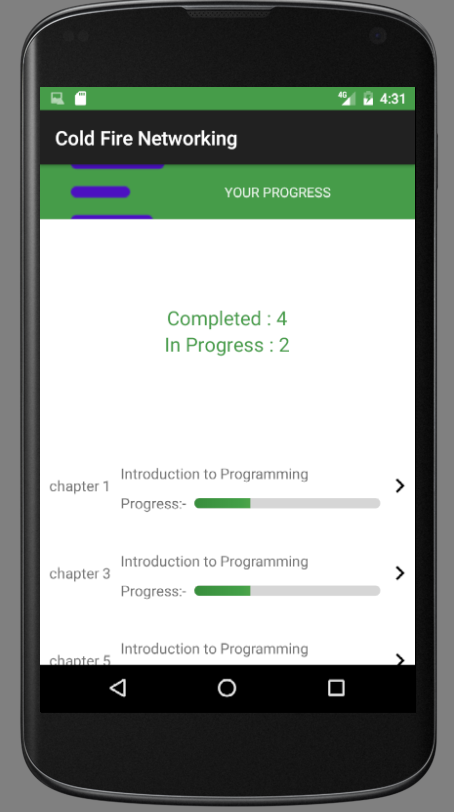 4G 4:31
Cold Fire Networking
YOUR PROGRESS
Completed : 4
In Progress : 2
Introduction to Programming
chapter 1
Progress:-
Introduction to Programming
chapter 3
Progress:-
Introduction to Programming
chapter 5